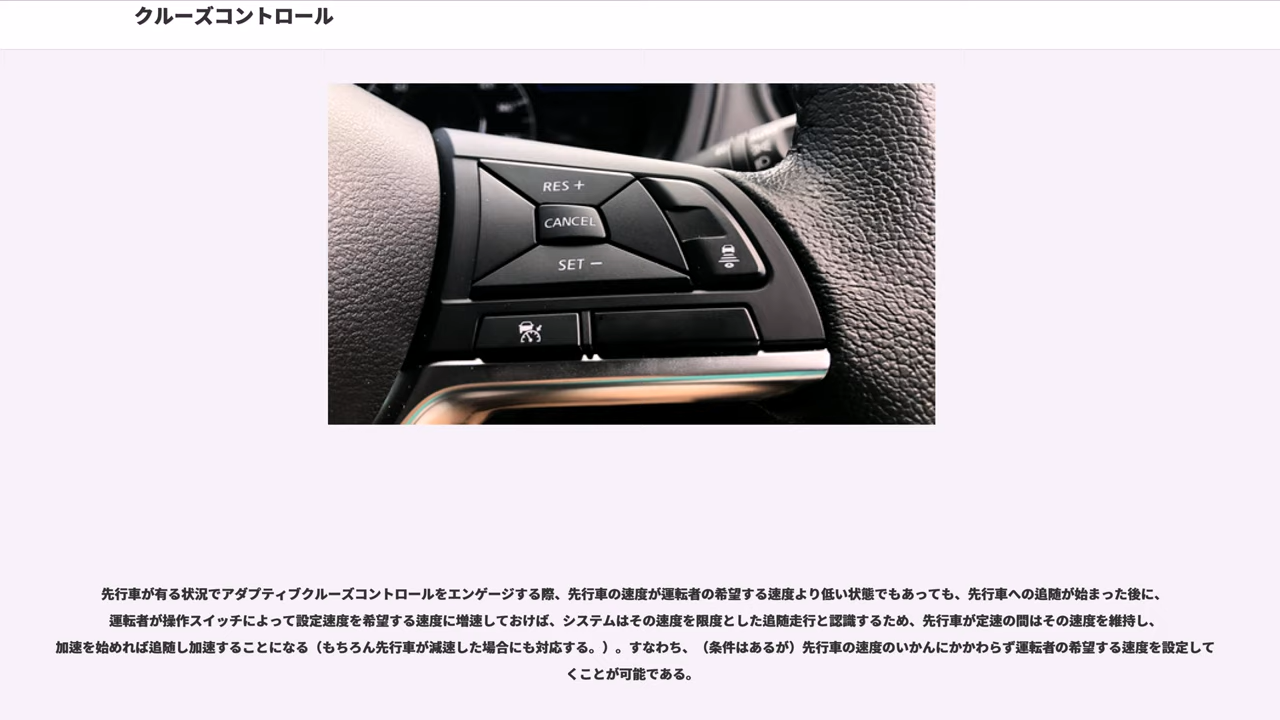 クルーズコントロール
RES +
CANCEL
SET −
先行車が有る状況でアダプティブクルーズコントロールをエンゲージする際、先行車の速度が運転者の希望する速度より低い状態でもあっても、先行車への追随が始まった後に、
運転者が操作スイッチによって設定速度を希望する速度に増速しておけば、システムはその速度を限度とした追随走行と認識するため、先行車が定速の間はその速度を維持し、
加速を始めれば追随し加速することになる（もちろん先行車が減速した場合にも対応する。）。すなわち、（条件はあるが）先行車の速度のいかんにかかわらず運転者の希望する速度を設定して
くことが可能である。